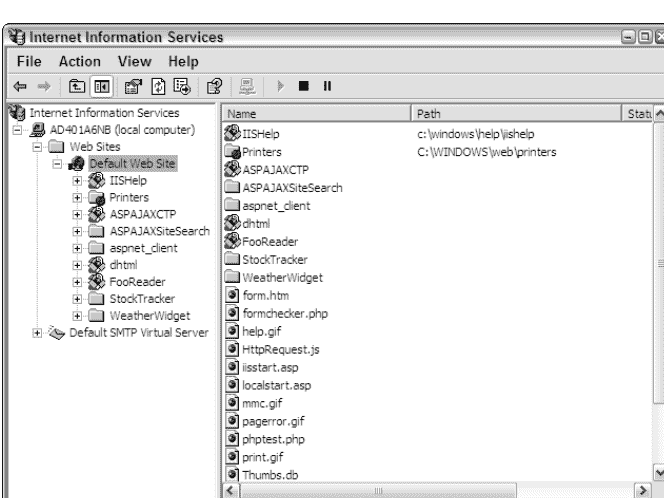 Internet Information Services
File Action View Help
Internet Information Services
AD401A6NB (local computer)
Web Sites
Default Web Site
IISHelp
Printers
ASPAJAXCTP
ASPAJAXSiteSearch
aspnet_client
dhtml
FooReader
StockTracker
WeatherWidget
Default SMTP Virtual Server
Name Path Statu
IISHelp c:\windows\help\iishelp
Printers C:\WINDOWS\web\printers
ASPAJAXCTP
ASPAJAXSiteSearch
aspnet_client
dhtml
FooReader
StockTracker
WeatherWidget
form.htm
formchecker.php
help.gif
HttpRequest.js
iisstart.asp
localstart.asp
mmc.gif
pagerror.gif
phptest.php
print.gif
Thumbs.db